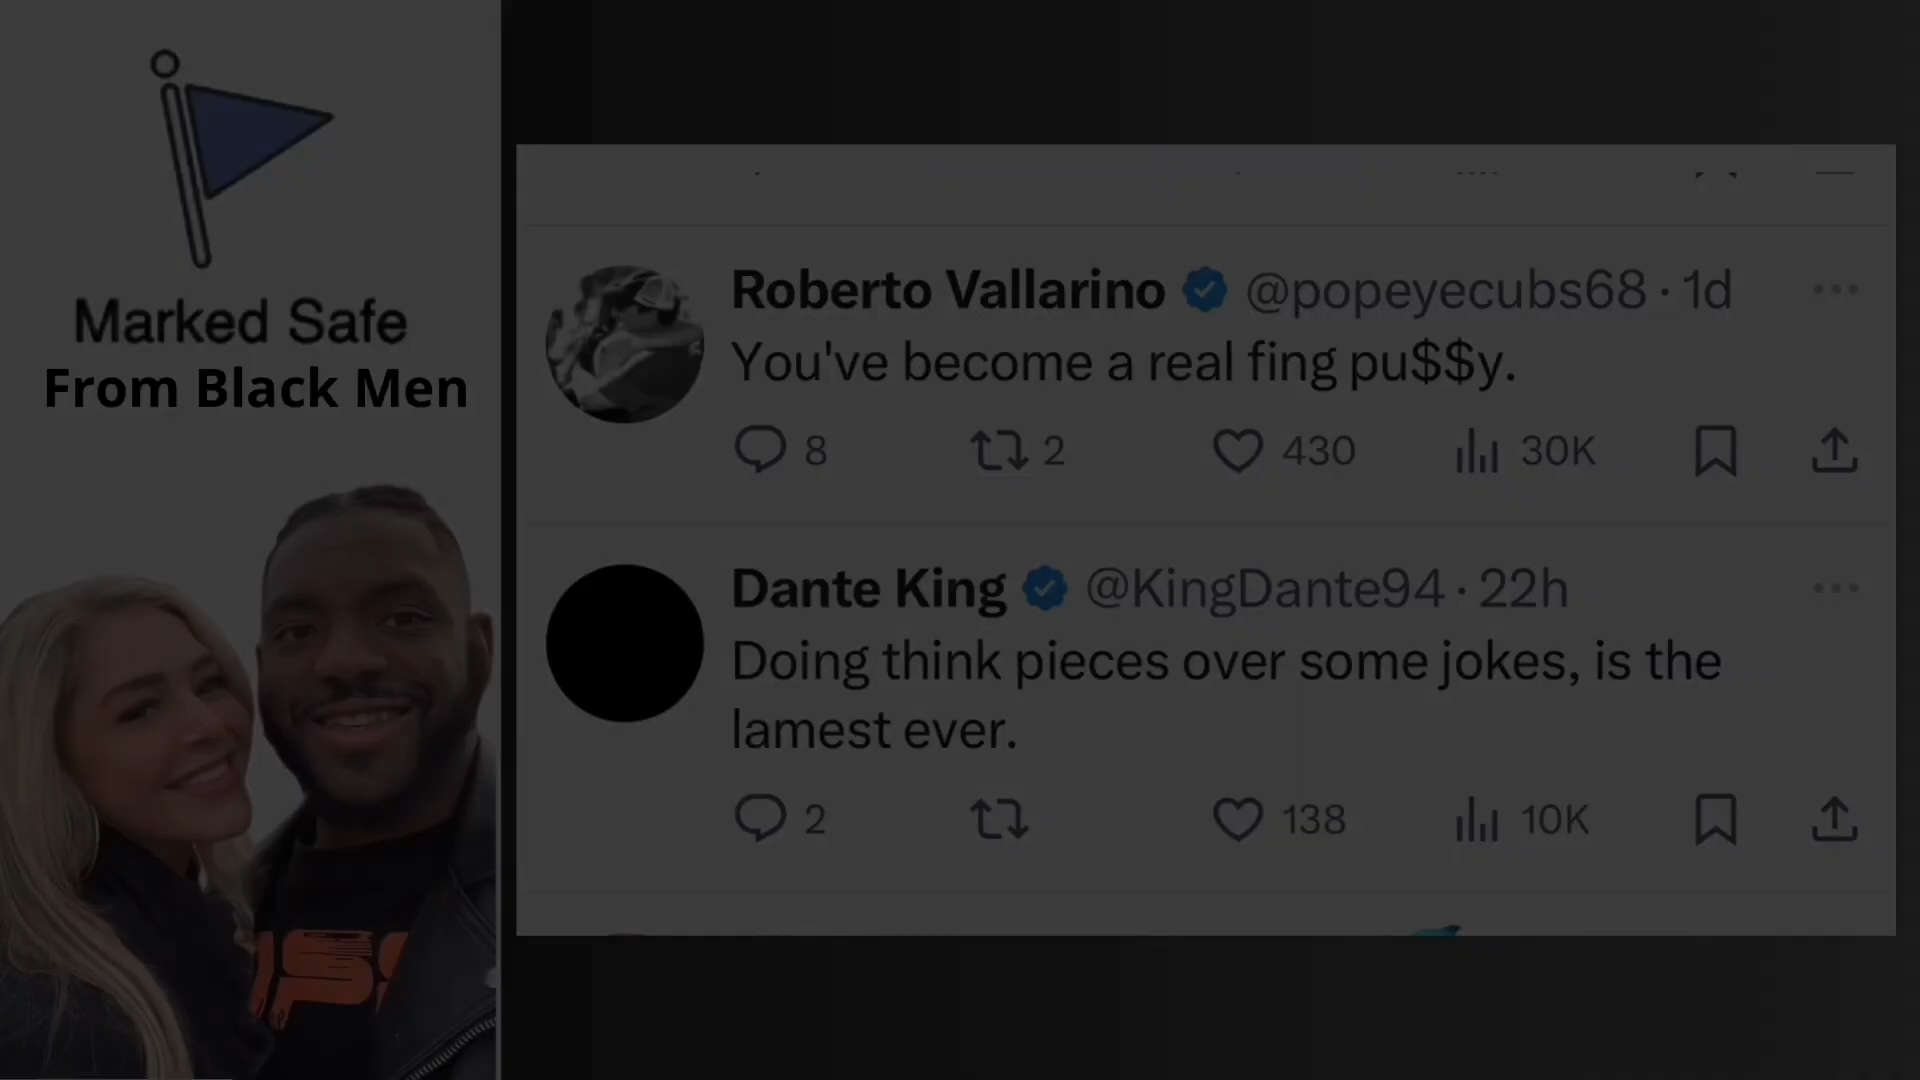 Marked Safe
From Black Men
Roberto Vallarino @popeyecubs68 · 1d
You've become a real fing pu$$y.
8 2 430 30K
Dante King @KingDante94 · 22h
Doing think pieces over some jokes, is the
lamest ever.
2 138 10K